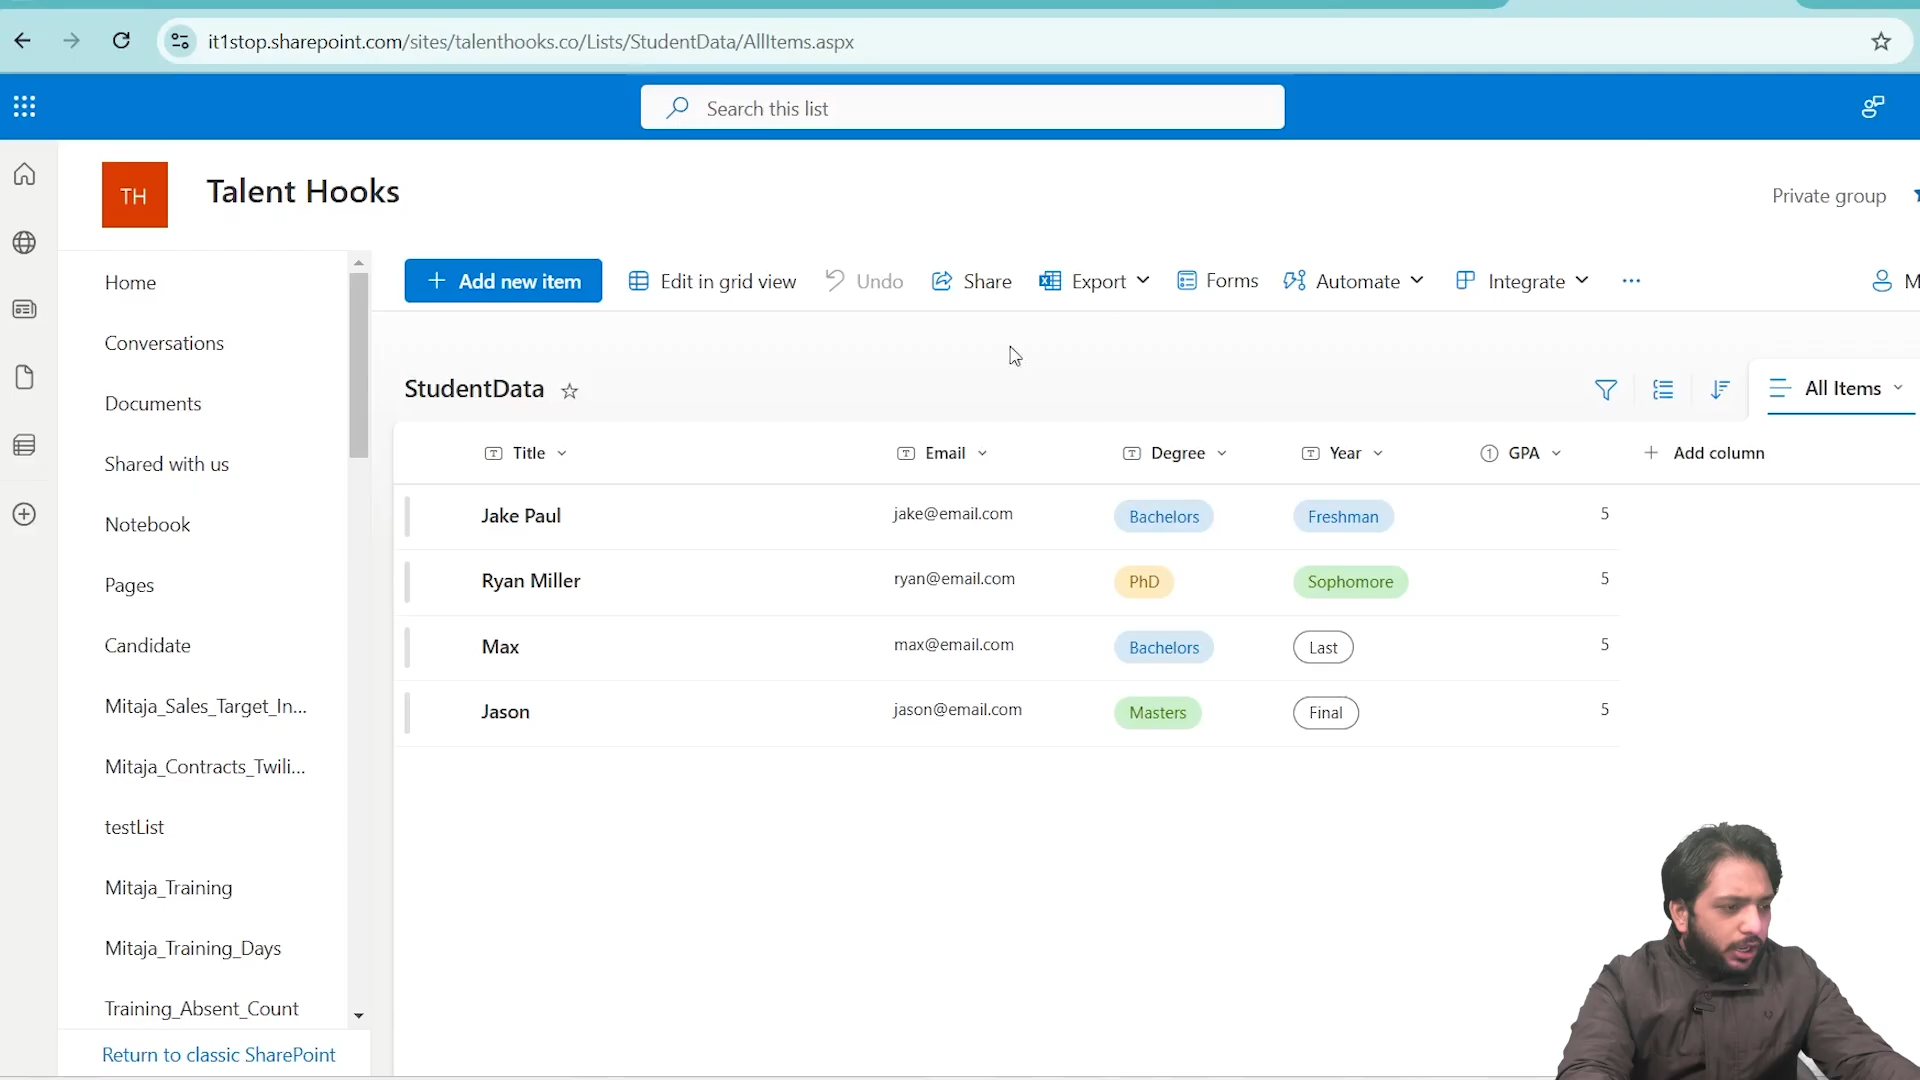 it1stop.sharepoint.com/sites/talenthooks.co/Lists/StudentData/AllItems.aspx
Search this list
TH
Talent Hooks
Private group
Home
Conversations
Documents
Shared with us
Notebook
Pages
Candidate
Mitaja_Sales_Target_In...
Mitaja_Contracts_Twili...
testList
Mitaja_Training
Mitaja_Training_Days
Training_Absent_Count
Return to classic SharePoint
+ Add new item Edit in grid view Undo Share Export Forms Automate Integrate ... M
StudentData
All Items
Title Email Degree Year GPA + Add column
Jake Paul jake@email.com Bachelors Freshman 5
Ryan Miller ryan@email.com PhD Sophomore 5
Max max@email.com Bachelors Last 5
Jason jason@email.com Masters Final 5